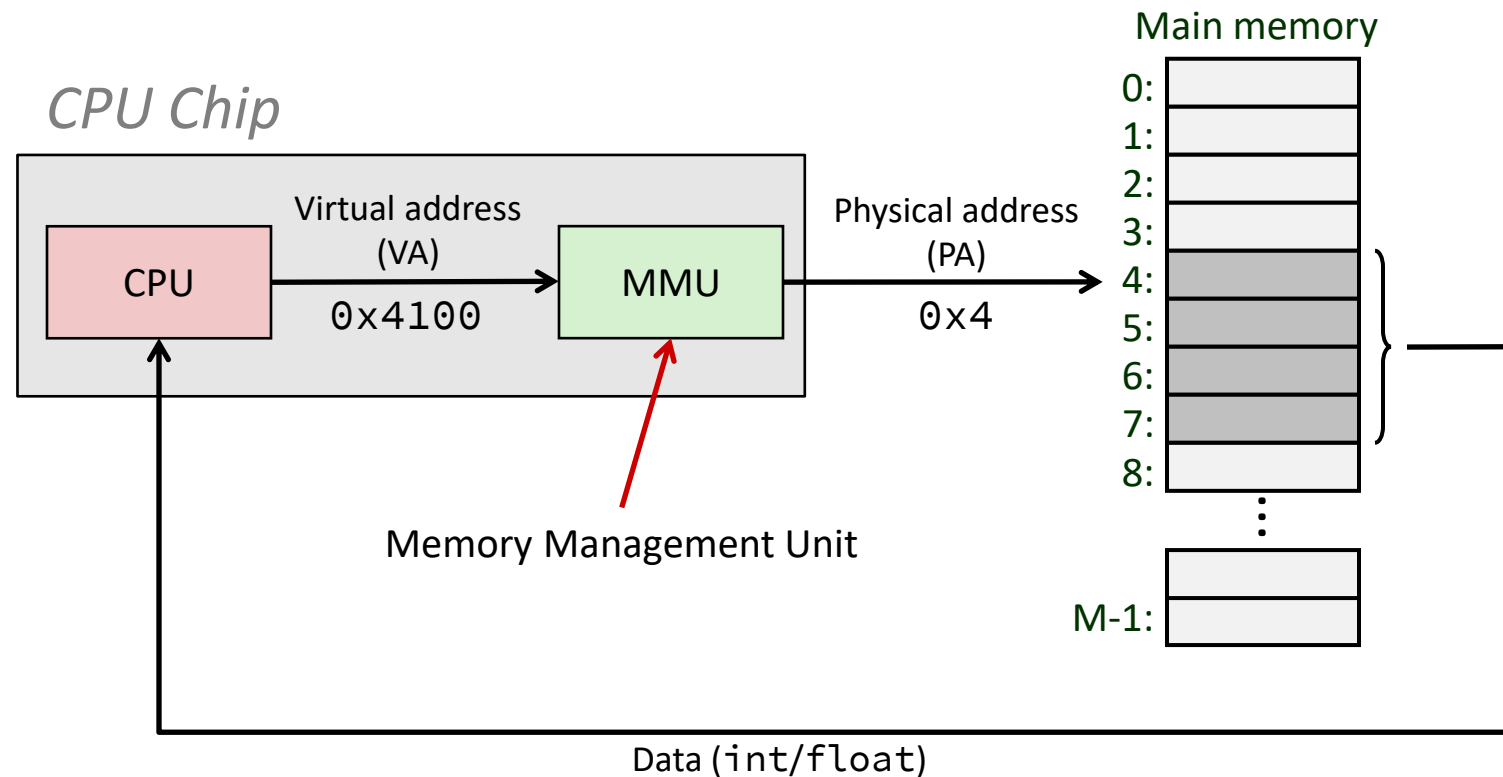 Main memory
CPU Chip
0:
1:
2:
3:
4:
5:
6:
7:
8:
M-1:
Virtual address
(VA)
0x4100
CPU
MMU
Physical address
(PA)
0x4
Memory Management Unit
Data (int/float)